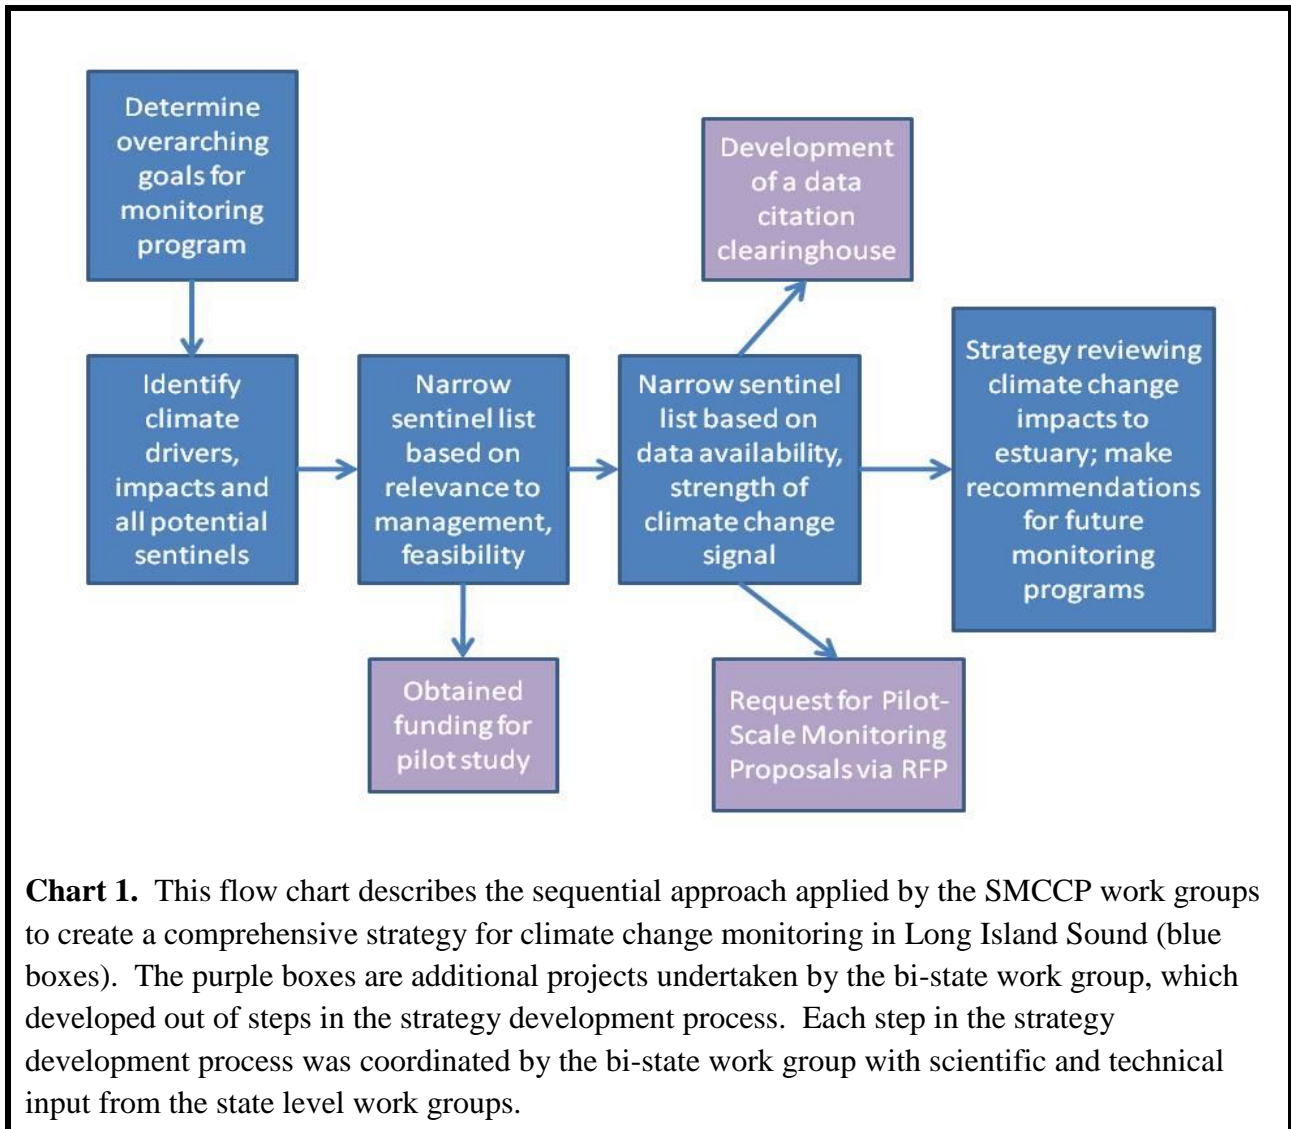 Determine
overarching
goals for
monitoring
program
Development
of a data
citation
clearinghouse
Identify
climate
drivers,
impacts and
all potential
sentinels
Narrow
sentinel list
based on
relevance to
management,
feasibility
Narrow sentinel
list based on
data availability,
strength of
climate change
signal
Strategy reviewing
climate change
impacts to
estuary; make
recommendations
for future
monitoring
programs
Obtained
funding for
pilot study
Request for Pilot-
Scale Monitoring
Proposals via RFP
Chart 1. This flow chart describes the sequential approach applied by the SMCCP work groups
to create a comprehensive strategy for climate change monitoring in Long Island Sound (blue
boxes). The purple boxes are additional projects undertaken by the bi-state work group, which
developed out of steps in the strategy development process. Each step in the strategy
development process was coordinated by the bi-state work group with scientific and technical
input from the state level work groups.